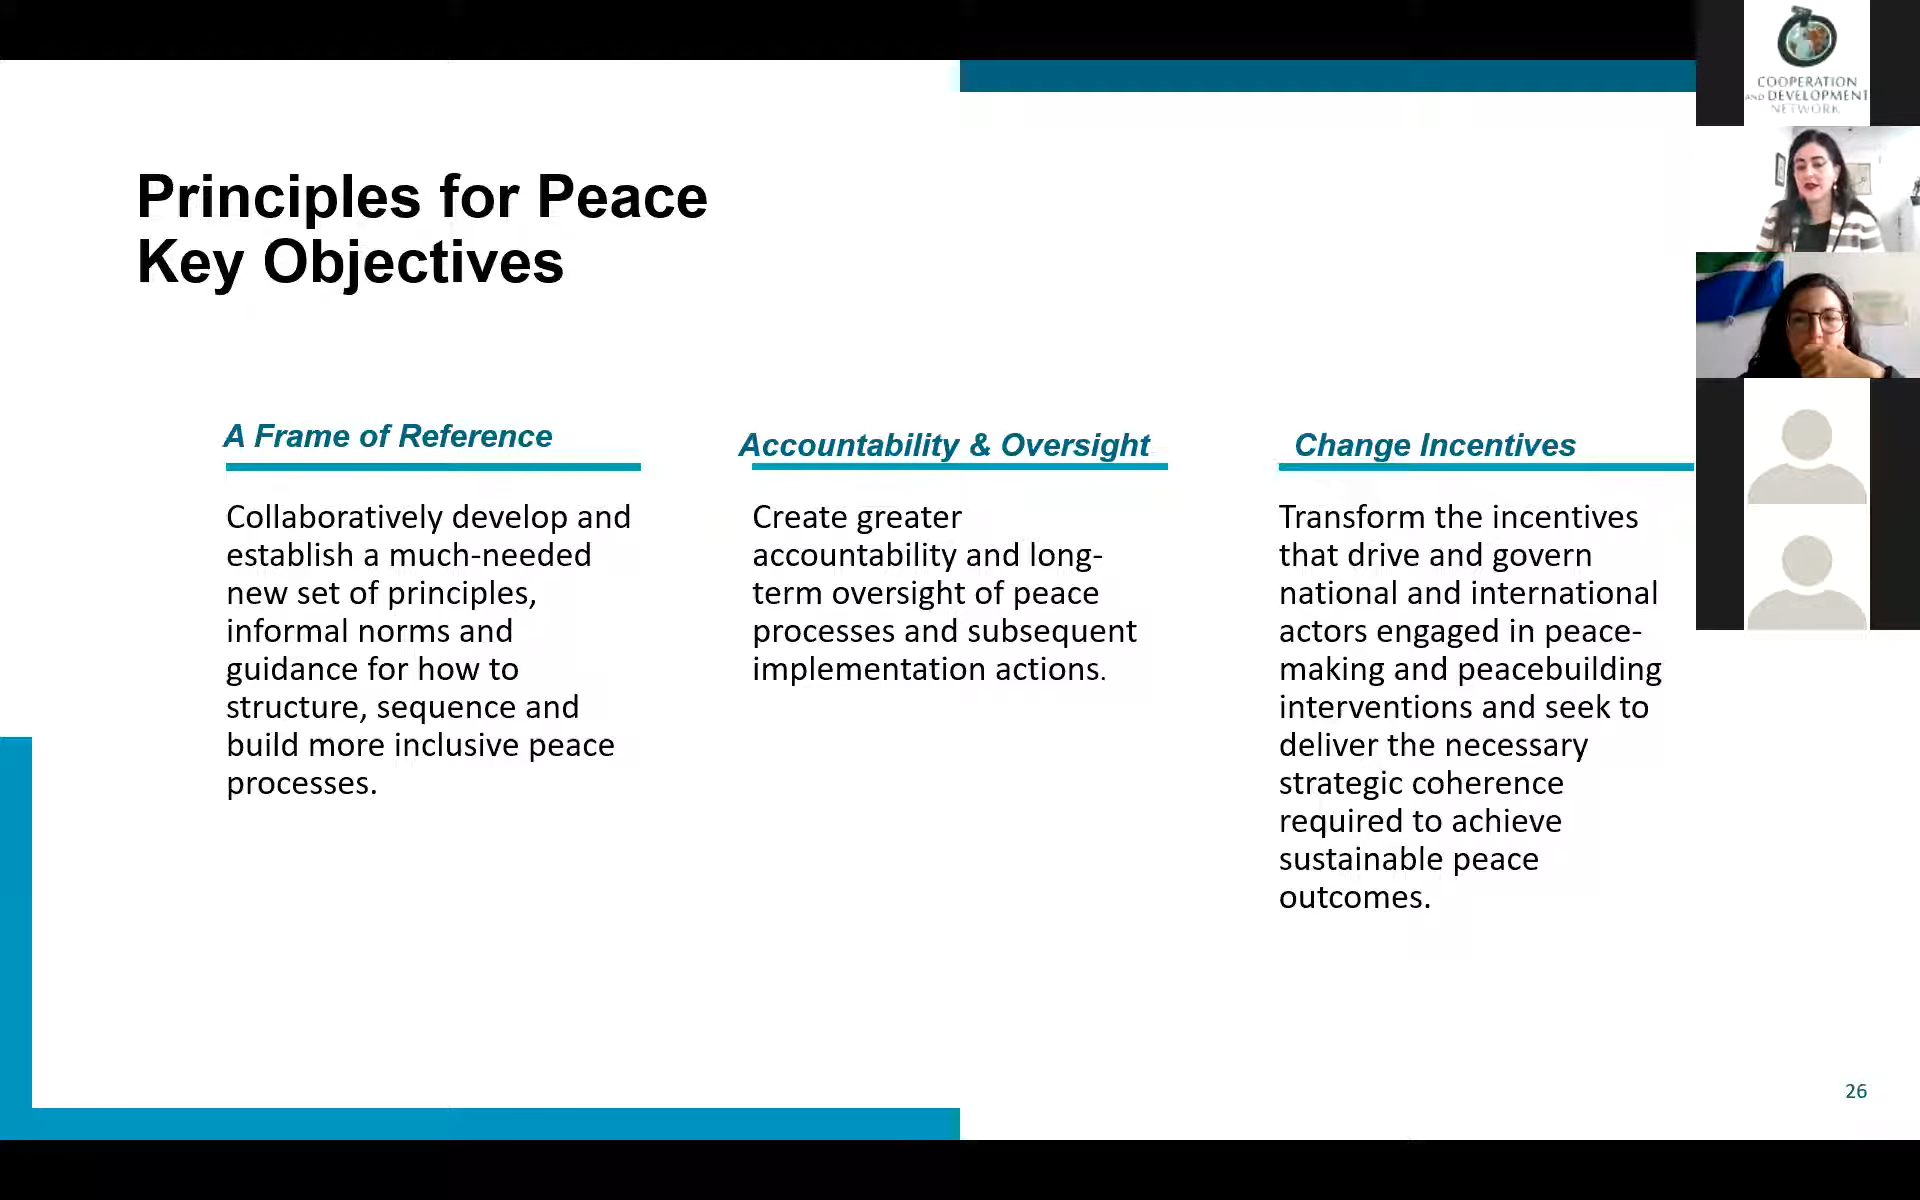 Principles for Peace
Key Objectives
A Frame of Reference
Collaboratively develop and
establish a much-needed
new set of principles,
informal norms and
guidance for how to
structure, sequence and
build more inclusive peace
processes.
Accountability & Oversight
Create greater
accountability and long-
term oversight of peace
processes and subsequent
implementation actions.
Change Incentives
Transform the incentives
that drive and govern
national and international
actors engaged in peace-
making and peacebuilding
interventions and seek to
deliver the necessary
strategic coherence
required to achieve
sustainable peace
outcomes.
26
COOPERATION
AND DEVELOPMENT
NETWORK